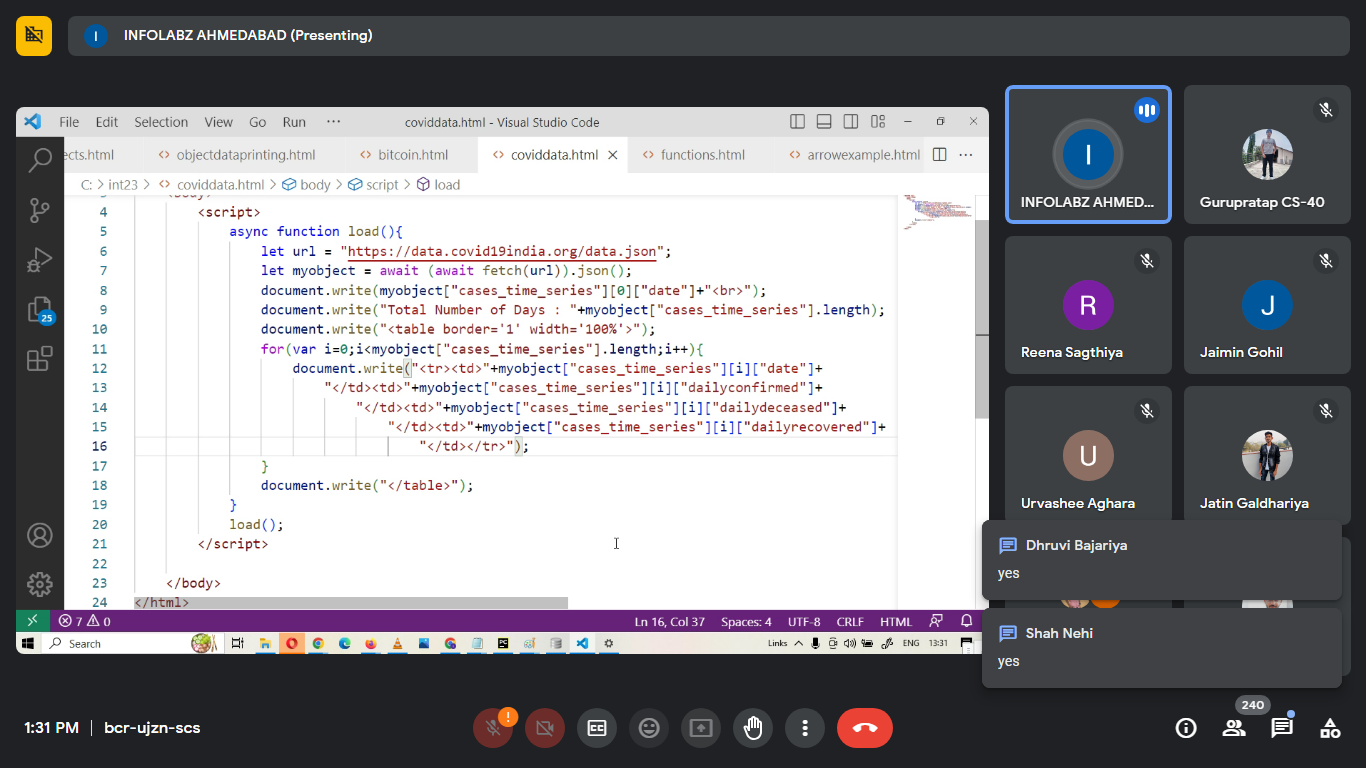 I INFOLABZ AHMEDABAD (Presenting)
File Edit Selection View Go Run ··· coviddata.html - Visual Studio Code
ects.html objectdataprinting.html bitcoin.html coviddata.html functions.html arrowexample.html
C: > int23 > coviddata.html > body > script > load
3 <body>
4 <script>
5 async function load(){
6 let url = "https://data.covid19india.org/data.json";
7 let myobject = await (await fetch(url)).json();
8 document.write(myobject["cases_time_series"][0]["date"]+"<br>");
9 document.write("Total Number of Days : "+myobject["cases_time_series"].length);
10 document.write("<table border='1' width='100%'>");
11 for(var i=0;i<myobject["cases_time_series"].length;i++){
12 document.write("<tr><td>"+myobject["cases_time_series"][i]["date"]+
13 "</td><td>"+myobject["cases_time_series"][i]["dailyconfirmed"]+
14 "</td><td>"+myobject["cases_time_series"][i]["dailydeceased"]+
15 "</td><td>"+myobject["cases_time_series"][i]["dailyrecovered"]+
16 "</td></tr>");
17 }
18 document.write("</table>");
19 }
20 load();
21 </script>
22
23 </body>
24 </html>
25
7 0 Ln 16, Col 37 Spaces: 4 UTF-8 CRLF HTML
Search Links ENG 13:31
I
INFOLABZ AHMED...
Gurupratap CS-40
R
Reena Sagthiya
J
Jaimin Gohil
U
Urvashee Aghara
Jatin Galdhariya
Dhruvi Bajariya
yes
Shah Nehi
yes
1:31 PM | bcr-ujzn-scs
!
CC
240